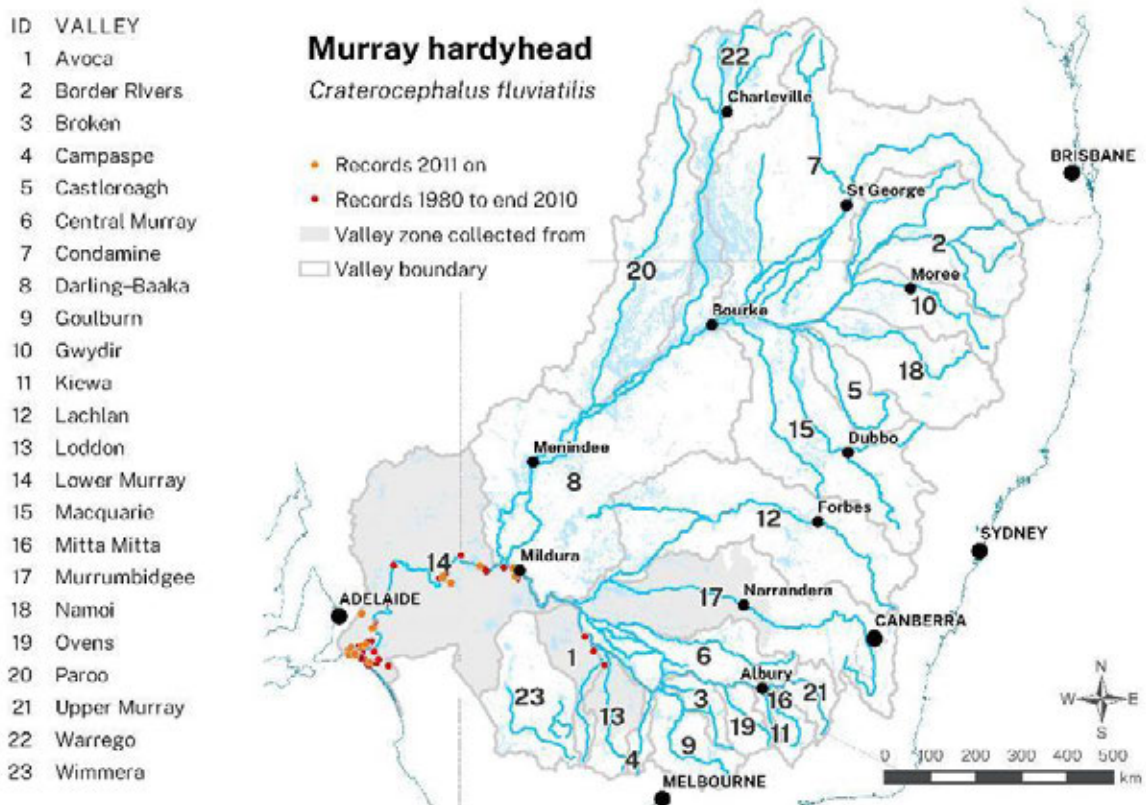 ID VALLEY
1 Avoca
2 Border RIvers
3 Broken
4 Campaspe
5 Castlereagh
6 Central Murray
7 Condamine
8 Darling–Baaka
9 Goulburn
10 Gwydir
11 Kiewa
12 Lachlan
13 Loddon
14 Lower Murray
15 Macquarie
16 Mitta Mitta
17 Murrumbidgee
18 Namoi
19 Ovens
20 Paroo
21 Upper Murray
22 Warrego
23 Wimmera
Murray hardyhead
Craterocephalus fluviatilis
Records 2011 on
Records 1980 to end 2010
Valley zone collected from
Valley boundary
22
Charleville
BRISBANE
7
St George
2
20
Moree
10
Bourke
18
5
15
Dubbo
Menindee
8
Forbes
12
SYDNEY
14
Mildura
ADELAIDE
17
Narrandera
CANBERRA
1
6
Albury
23
3
16
21
13
19
11
4
9
MELBOURNE
N
W
E
S
0 100 200 300 400 500
km